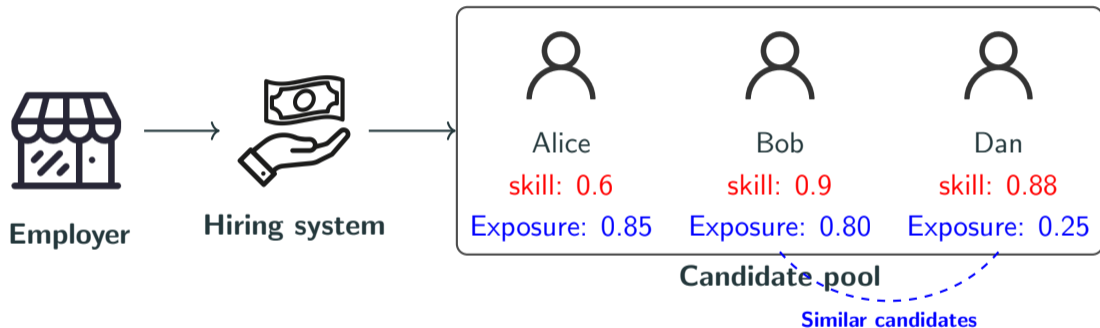 Alice
Bob
Dan
skill: 0.6
skill: 0.9
skill: 0.88
Exposure: 0.85
Exposure: 0.80
Exposure: 0.25
Employer
Hiring system
Candidate pool
Similar candidates